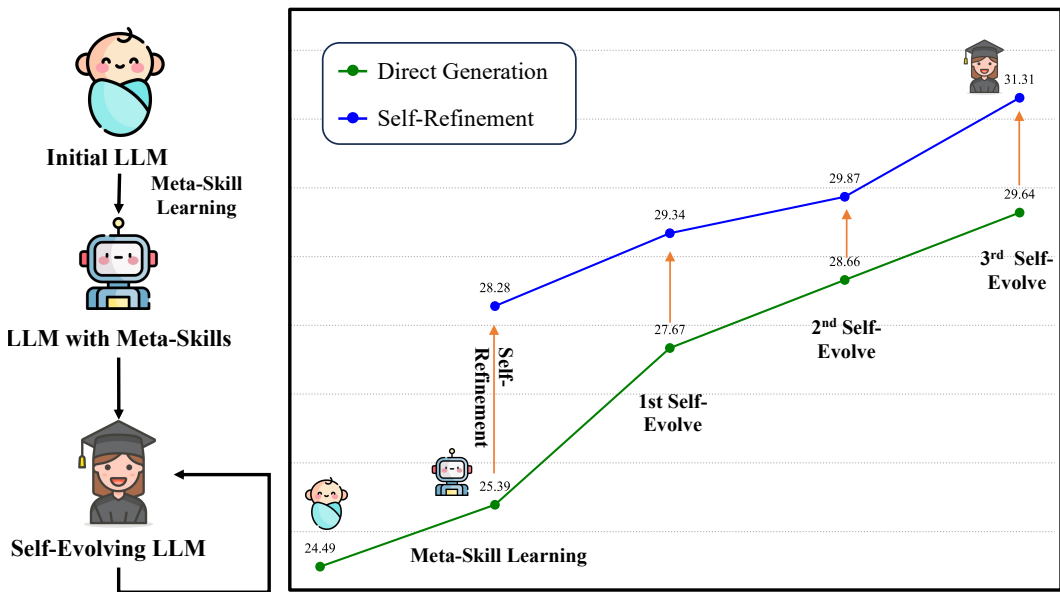 Initial LLM
Meta-Skill
Learning
LLM with Meta-Skills
Self-Evolving LLM
Direct Generation
Self-Refinement
31.31
29.87
29.64
29.34
28.66
3rd Self-
Evolve
28.28
27.67
2nd Self-
Evolve
Self-
Refinement
1st Self-
Evolve
25.39
24.49
Meta-Skill Learning